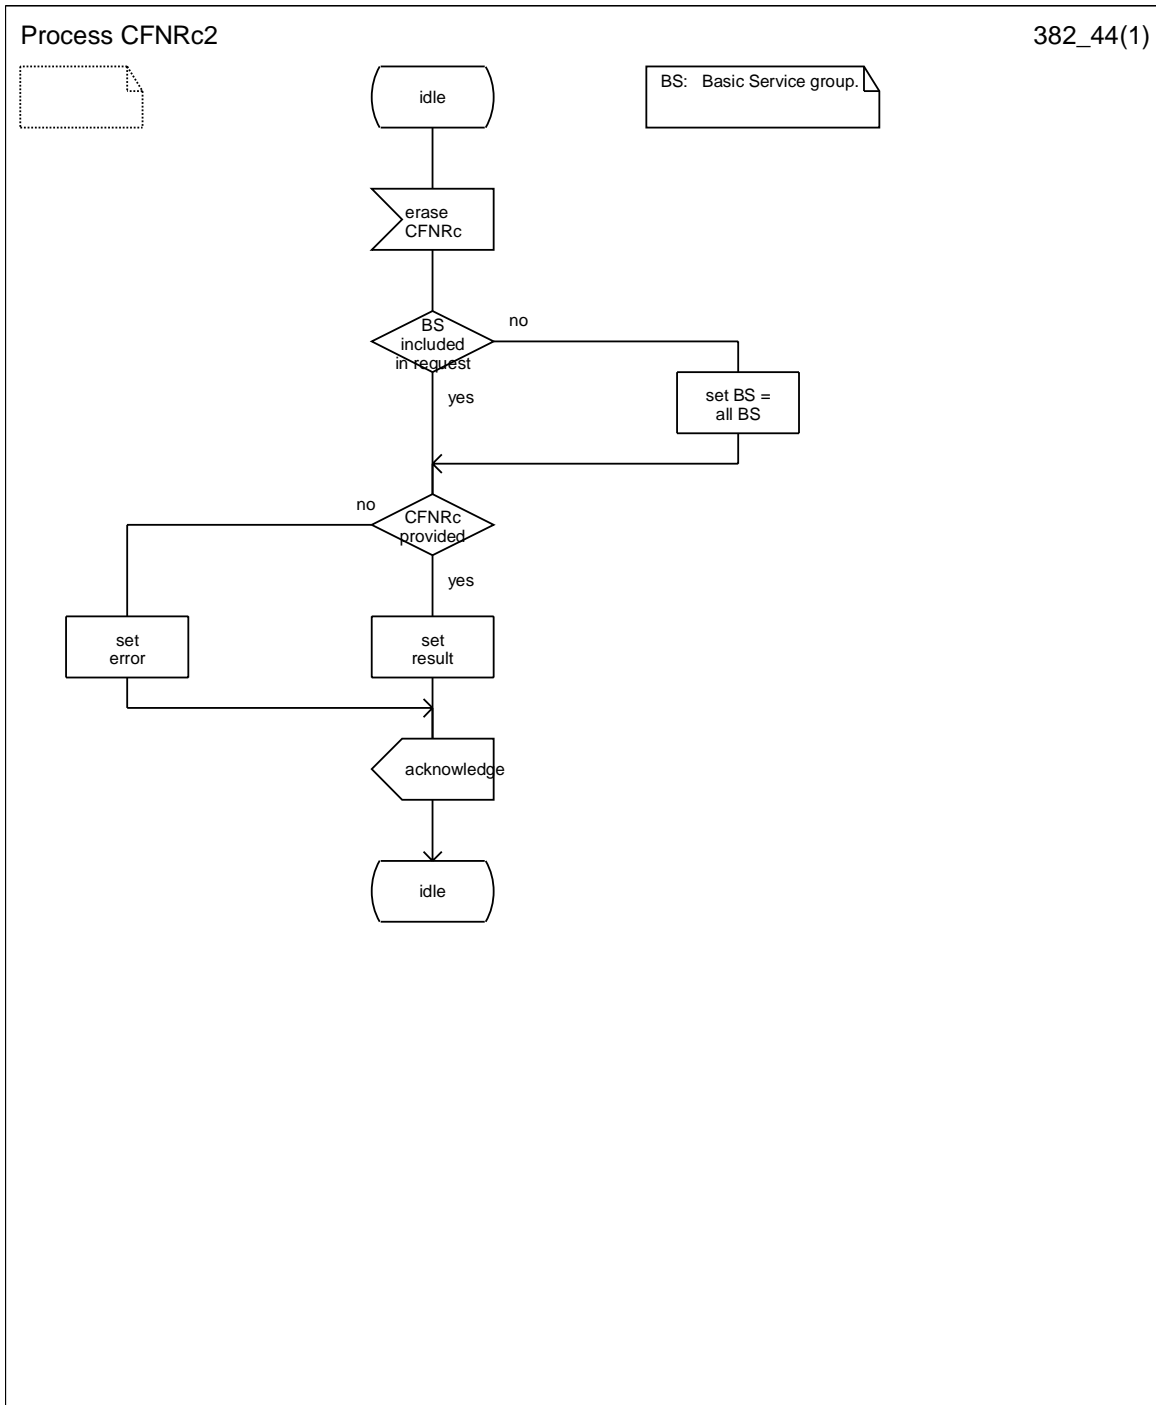 Process CFNRc2
382_44(1)
idle
BS: Basic Service group.
erase
CFNRc
BS
included
in request
no
yes
set BS =
all BS
no
CFNRc
provided
yes
set
error
set
result
acknowledge
idle